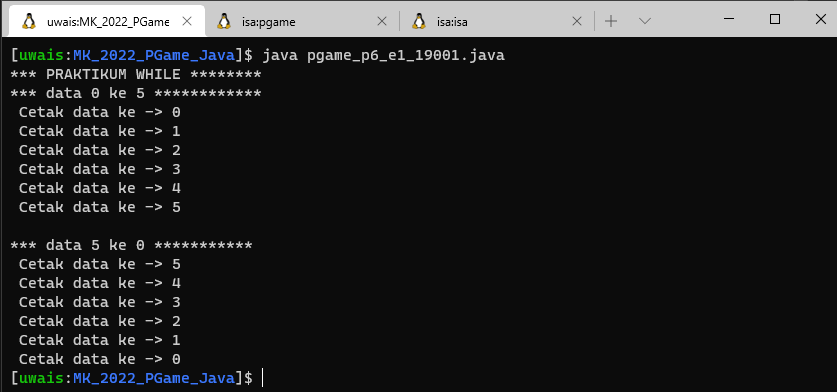 uwais:MK_2022_PGame isa:pgame isa:isa
[uwais:MK_2022_PGame_Java]$ java pgame_p6_e1_19001.java
*** PRAKTIKUM WHILE ********
*** data 0 ke 5 ************
Cetak data ke -> 0
Cetak data ke -> 1
Cetak data ke -> 2
Cetak data ke -> 3
Cetak data ke -> 4
Cetak data ke -> 5
*** data 5 ke 0 ***********
Cetak data ke -> 5
Cetak data ke -> 4
Cetak data ke -> 3
Cetak data ke -> 2
Cetak data ke -> 1
Cetak data ke -> 0
[uwais:MK_2022_PGame_Java]$